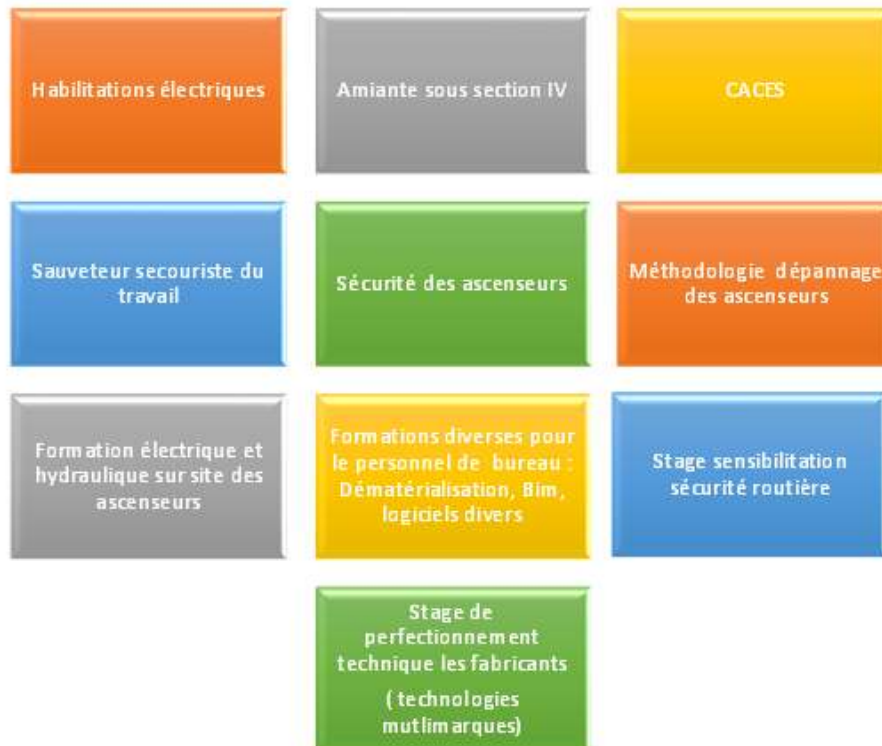 Habilitations électriques
Amiante sous section IV
CACES
Sauveteur secouriste du
travail
Sécurité des ascenseurs
Méthodologie dépannage
des ascenseurs
Formation électrique et
hydraulique sur site des
ascenseurs
Formations diverses pour
le personnel de bureau :
Dématérialisation, Bim,
logiciels divers
Stage sensibilitation
sécurité routière
Stage de
perfectionnement
technique les fabricants
( technologies
mutlimarques)